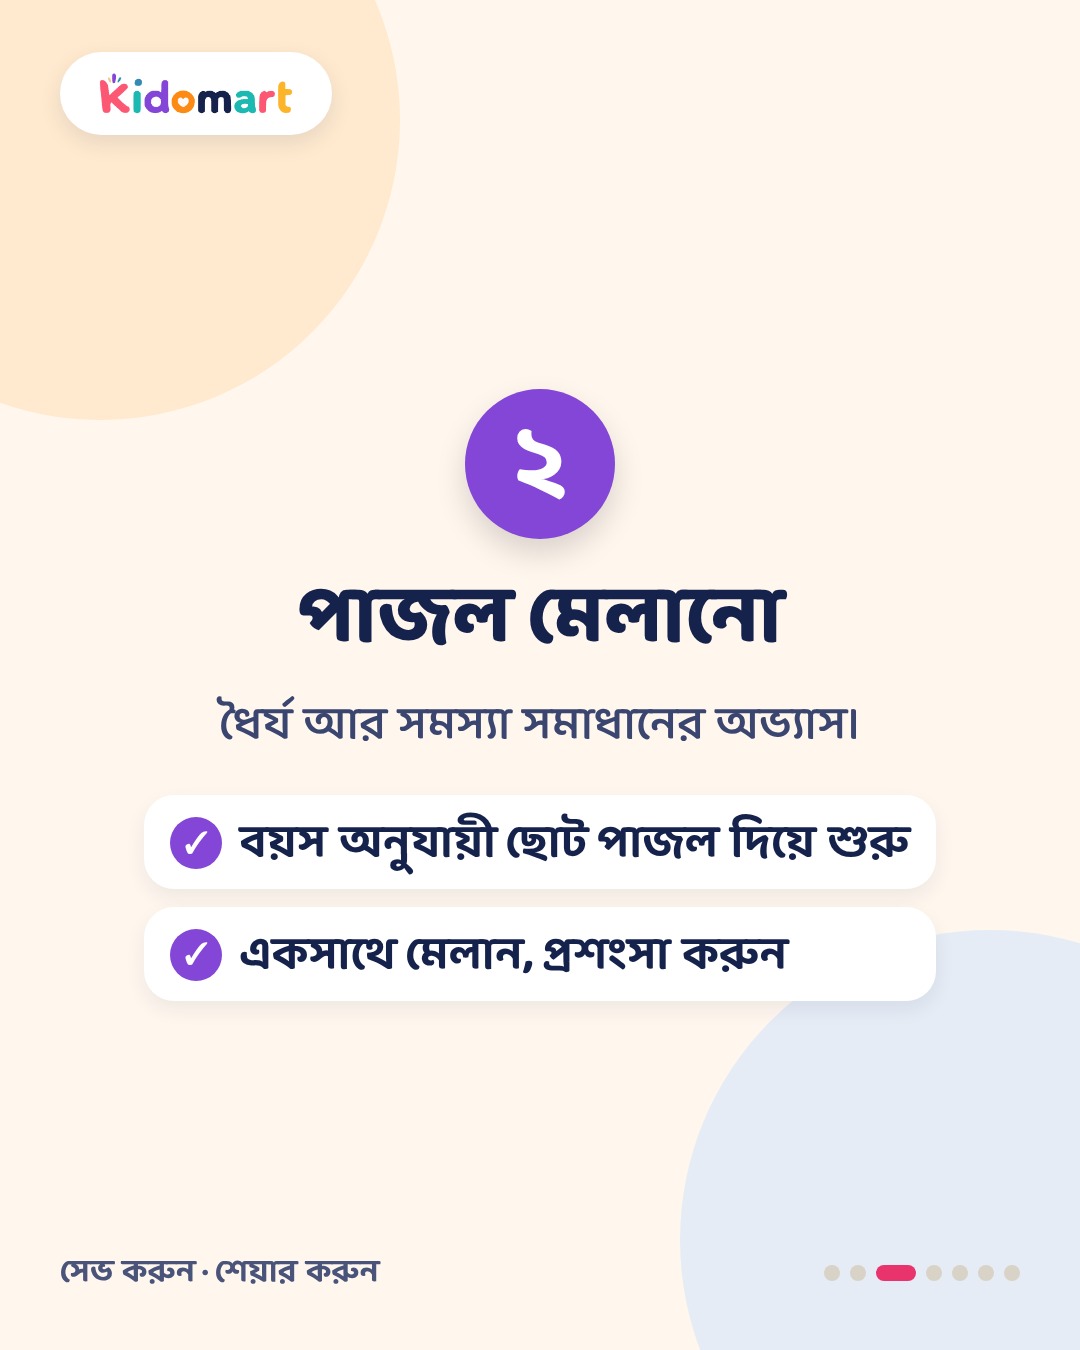 Kidomart
২
পাজল মেলানো
ধৈর্য আর সমস্যা সমাধানের অভ্যাস।
✓ বয়স অনুযায়ী ছোট পাজল দিয়ে শুরু
✓ একসাথে মেলান, প্রশংসা করুন
সেভ করুন · শেয়ার করুন